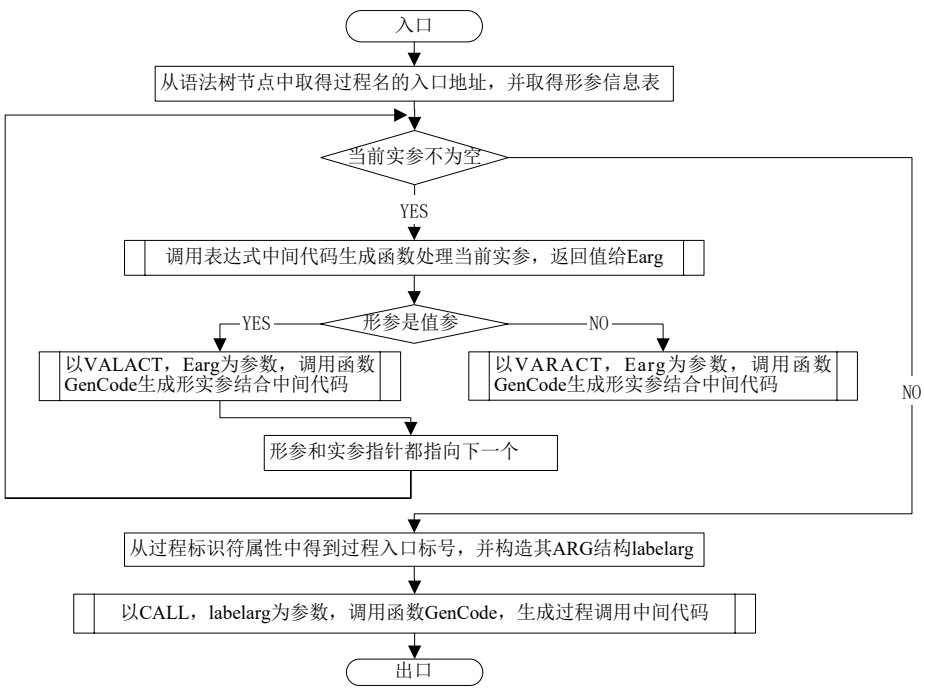 入口
从语法树节点中取得过程名的入口地址，并取得形参信息表
当前实参不为空
YES
调用表达式中间代码生成函数处理当前实参，返回值给Earg
形参是值参
YES
NO
以VALACT，Earg为参数，调用函数
GenCode生成形实参结合中间代码
以VARACT，Earg为参数，调用函数
GenCode生成形实参结合中间代码
NO
形参和实参指针都指向下一个
从过程标识符属性中得到过程入口标号，并构造其ARG结构labelarg
以CALL，labelarg为参数，调用函数GenCode，生成过程调用中间代码
出口